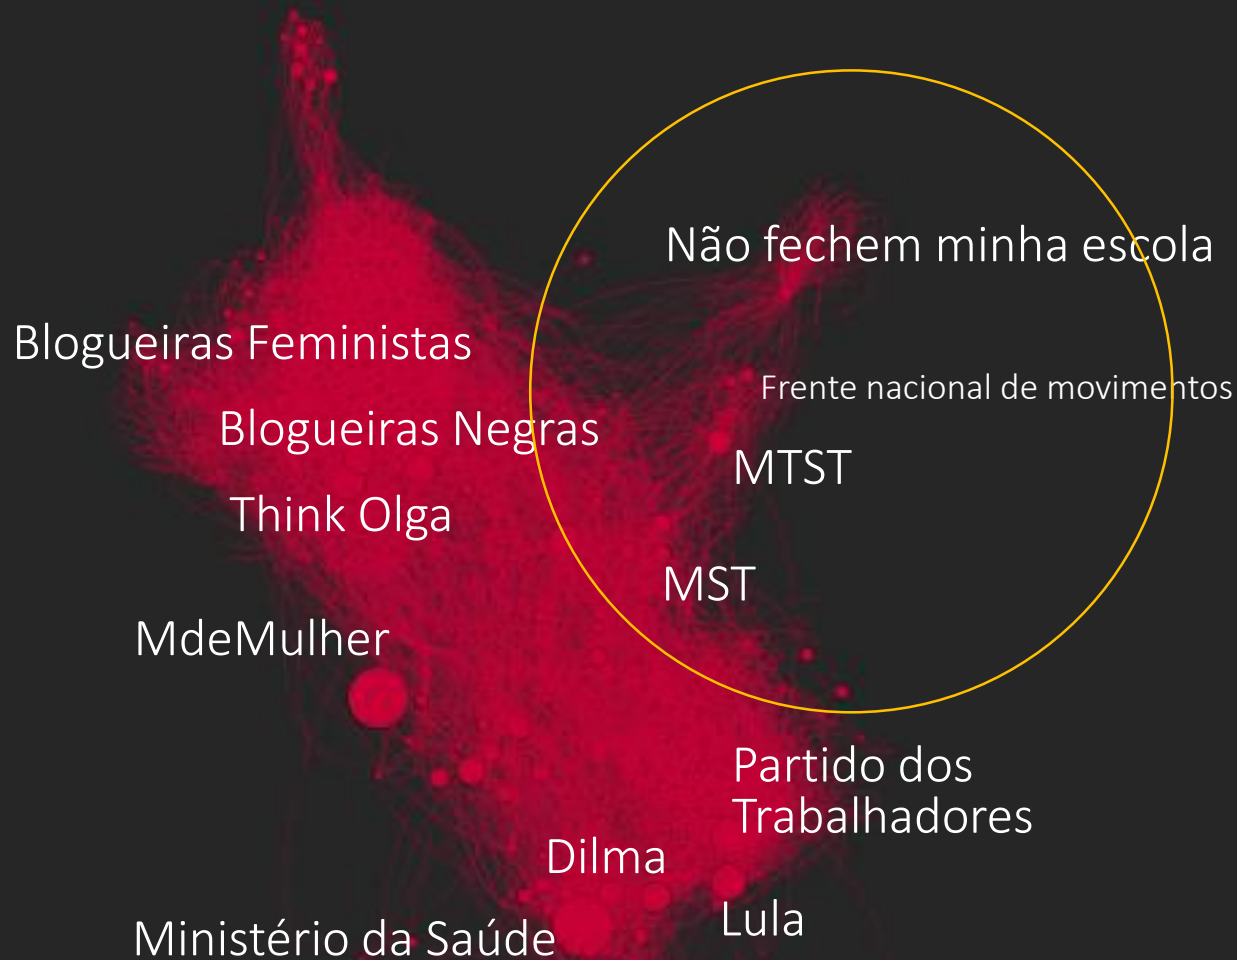 Não fechem minha escola
Blogueiras Feministas
Frente nacional de movimentos
Blogueiras Negras
MTST
Think Olga
MST
MdeMulher
Partido dos
Trabalhadores
Dilma
Lula
Ministério da Saúde